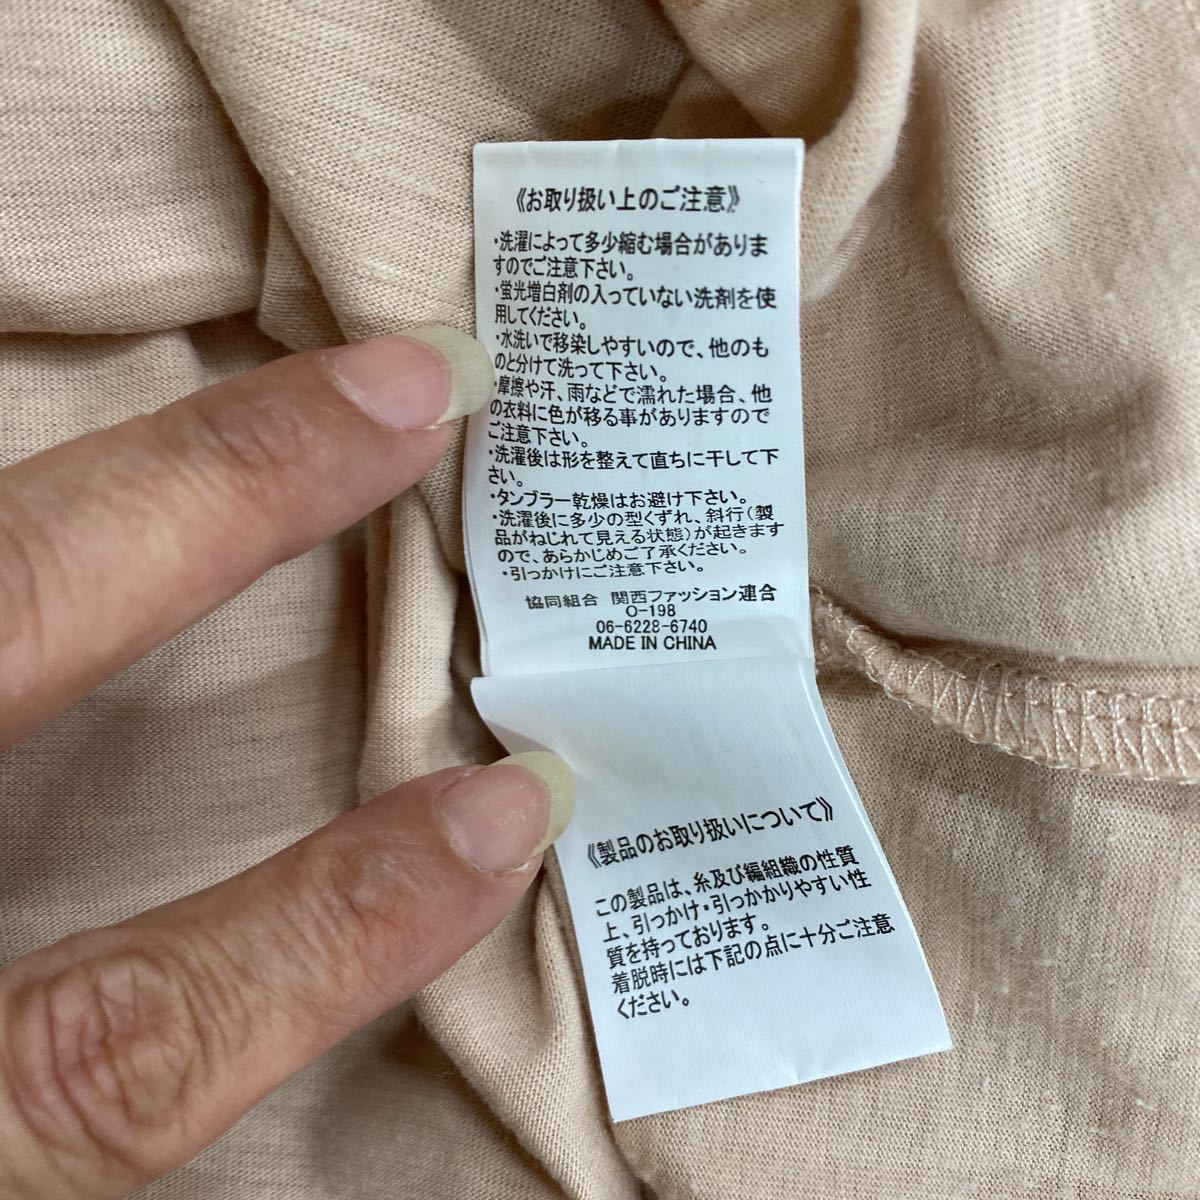 《お取り扱い上のご注意》
・洗濯によって多少縮む場合がありま
すのでご注意下さい。
・蛍光増白剤の入っていない洗剤を使
用してください。
・水洗いで移染しやすいので、他のも
のと分けて洗って下さい。
・摩擦や汗、雨などで濡れた場合、他
の衣料に色が移る事がありますので
ご注意下さい。
・洗濯後は形を整えて直ちに干して下
さい。
・タンブラー乾燥はお避け下さい。
・洗濯後に多少の型くずれ、斜行(製
品がねじれて見える状態)が起きます
ので、あらかじめご了承ください。
・引っかけにご注意下さい。
協同組合 関西ファッション連合
O-198
06-6228-6740
MADE IN CHINA
《製品のお取り扱いについて》
この製品は、糸及び編組織の性質
上、引っかけ・引っかかりやすい性
質を持っております。
着脱時には下記の点に十分ご注意
ください。